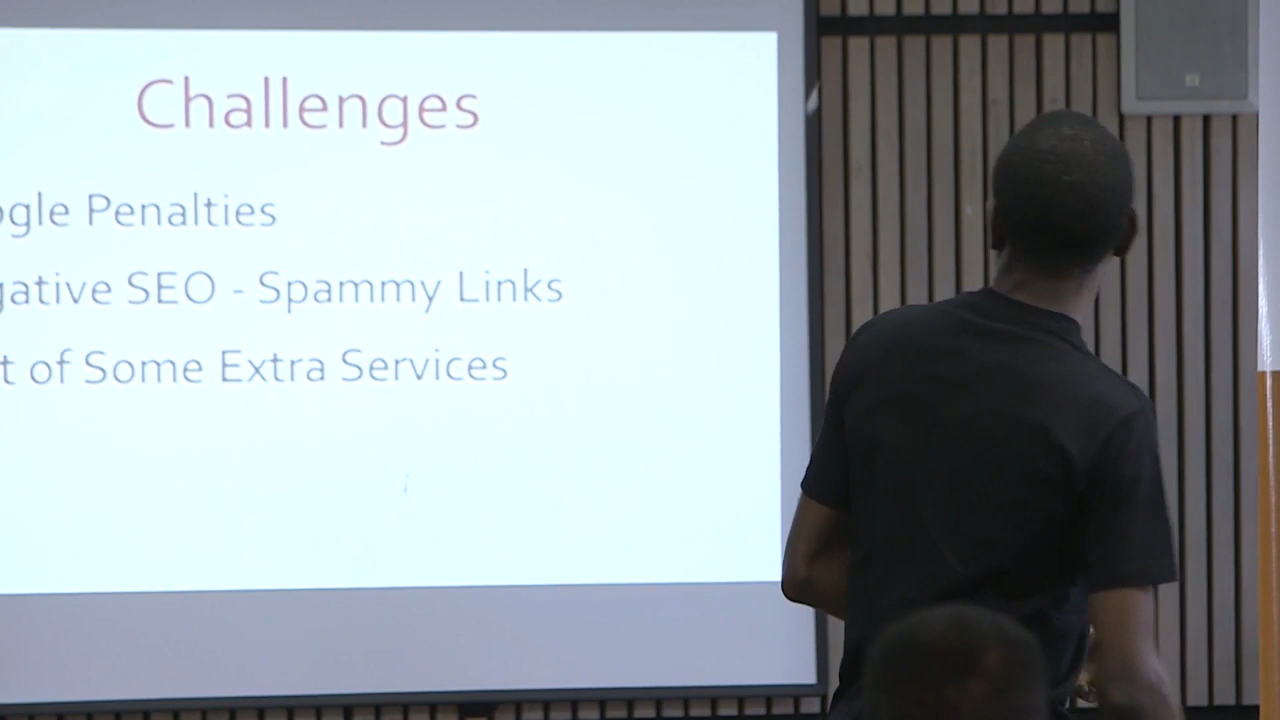 Challenges
ogle Penalties
gative SEO - Spammy Links
t of Some Extra Services